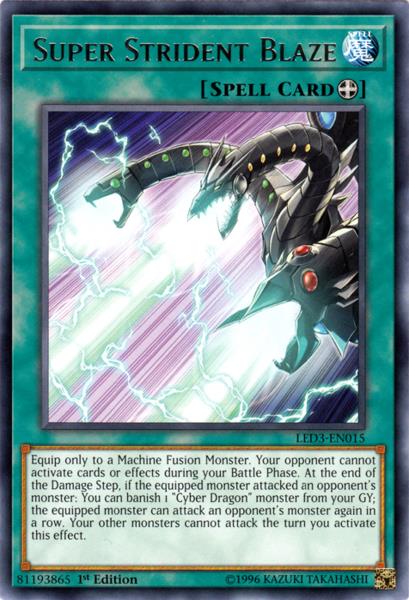 SUPER STRIDENT BLAZE
魔
[SPELL CARD]
LED3-EN015
Equip only to a Machine Fusion Monster. Your opponent cannot
activate cards or effects during your Battle Phase. At the end of
the Damage Step, if the equipped monster attacked an opponent's
monster: You can banish 1 "Cyber Dragon" monster from your GY;
the equipped monster can attack an opponent's monster again in
a row. Your other monsters cannot attack the turn you activate
this effect.
81193865 1st Edition ©1996 KAZUKI TAKAHASHI